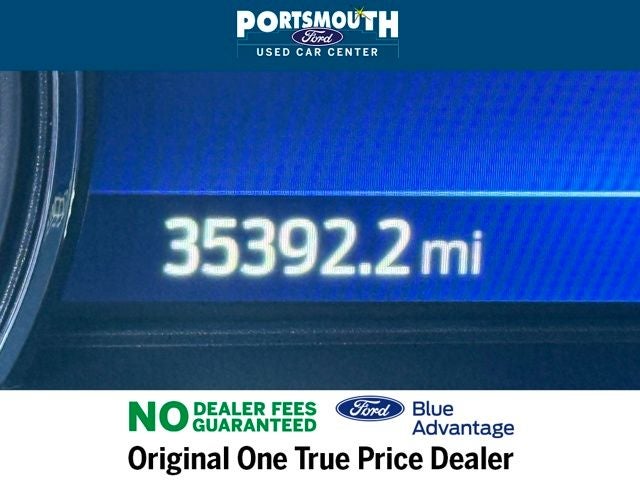 PORTSMOUTH
Ford
USED CAR CENTER
35392.2 mi
NO DEALER FEES
GUARANTEED
Ford Blue
Advantage
Original One True Price Dealer